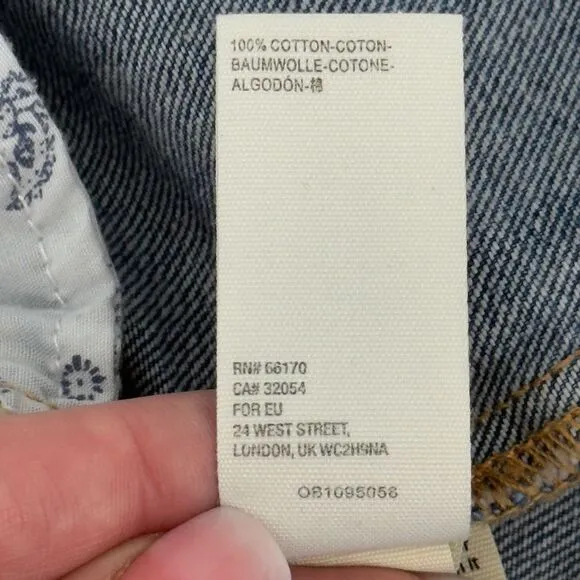 100% COTTON-COTON-
BAUMWOLLE-COTONE-
ALGODÓN-棉
RN# 66170
CA# 32054
FOR EU
24 WEST STREET,
LONDON, UK WC2H9NA
OB1095058